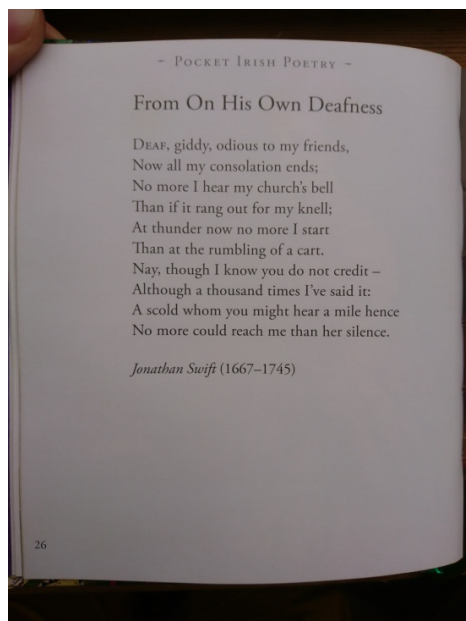 - Pocket Irish Poetry -
From On His Own Deafness
Deaf, giddy, odious to my friends,
Now all my consolation ends;
No more I hear my church's bell
Than if it rang out for my knell;
At thunder now no more I start
Than at the rumbling of a cart.
Nay, though I know you do not credit –
Although a thousand times I've said it:
A scold whom you might hear a mile hence
No more could reach me than her silence.
Jonathan Swift (1667–1745)
26